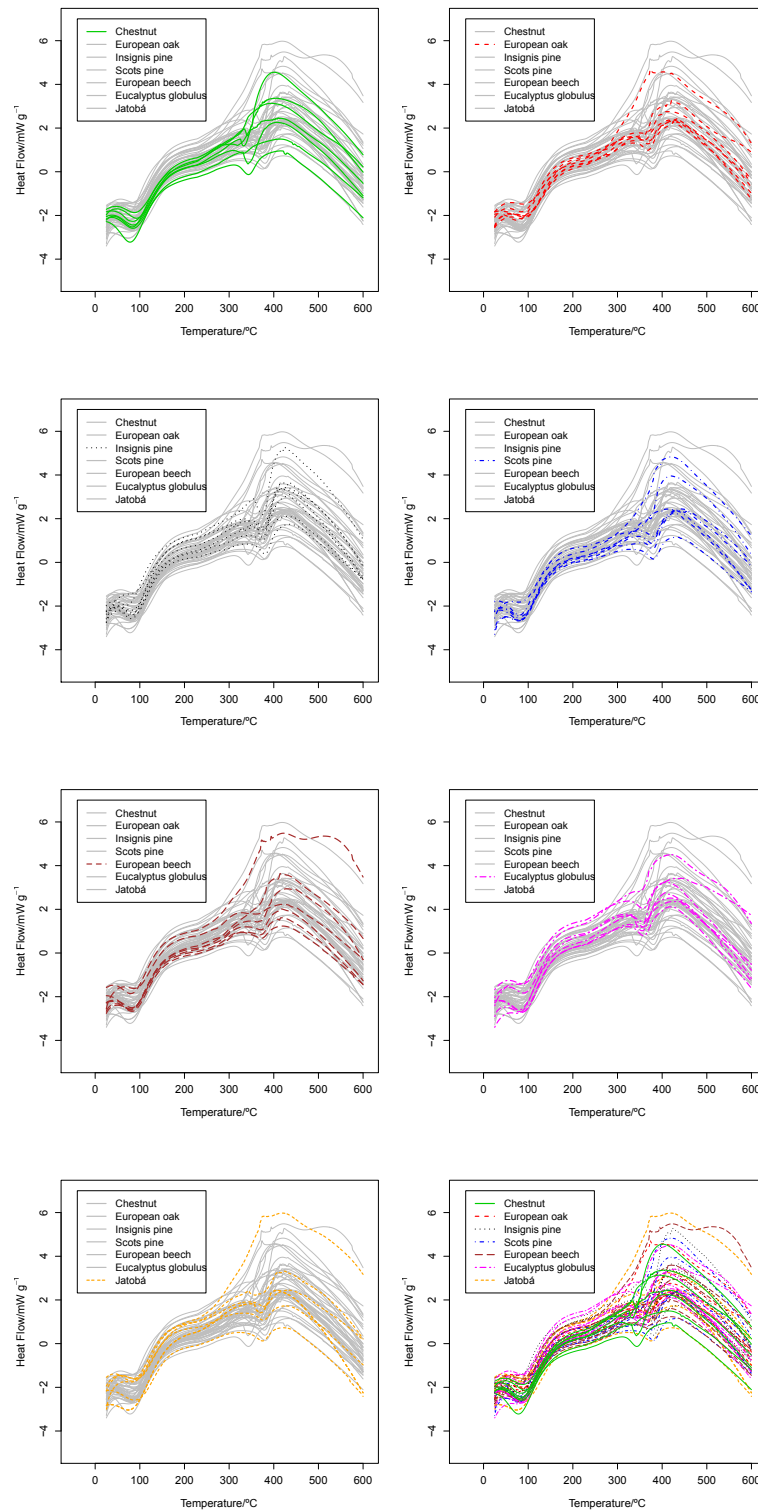 Chestnut
European oak
Insignis pine
Scots pine
European beech
Eucalyptus globulus
Jatobá
Heat Flow/mW g⁻¹
6
4
2
0
−2
−4
0 100 200 300 400 500 600
Temperature/ºC
Chestnut
European oak
Insignis pine
Scots pine
European beech
Eucalyptus globulus
Jatobá
Heat Flow/mW g⁻¹
6
4
2
0
−2
−4
0 100 200 300 400 500 600
Temperature/ºC
Chestnut
European oak
Insignis pine
Scots pine
European beech
Eucalyptus globulus
Jatobá
Heat Flow/mW g⁻¹
6
4
2
0
−2
−4
0 100 200 300 400 500 600
Temperature/ºC
Chestnut
European oak
Insignis pine
Scots pine
European beech
Eucalyptus globulus
Jatobá
Heat Flow/mW g⁻¹
6
4
2
0
−2
−4
0 100 200 300 400 500 600
Temperature/ºC
Chestnut
European oak
Insignis pine
Scots pine
European beech
Eucalyptus globulus
Jatobá
Heat Flow/mW g⁻¹
6
4
2
0
−2
−4
0 100 200 300 400 500 600
Temperature/ºC
Chestnut
European oak
Insignis pine
Scots pine
European beech
Eucalyptus globulus
Jatobá
Heat Flow/mW g⁻¹
6
4
2
0
−2
−4
0 100 200 300 400 500 600
Temperature/ºC
Chestnut
European oak
Insignis pine
Scots pine
European beech
Eucalyptus globulus
Jatobá
Heat Flow/mW g⁻¹
6
4
2
0
−2
−4
0 100 200 300 400 500 600
Temperature/ºC
Chestnut
European oak
Insignis pine
Scots pine
European beech
Eucalyptus globulus
Jatobá
Heat Flow/mW g⁻¹
6
4
2
0
−2
−4
0 100 200 300 400 500 600
Temperature/ºC